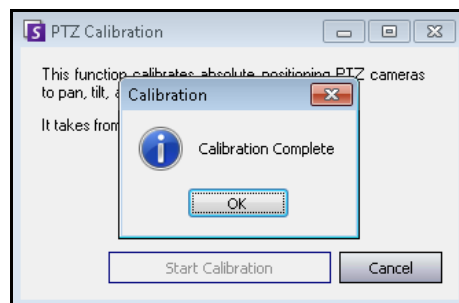 PTZ Calibration
This function calibrates absolute positioning PTZ cameras
to pan, tilt,
Calibration
It takes from
Calibration Complete
OK
Start Calibration
Cancel